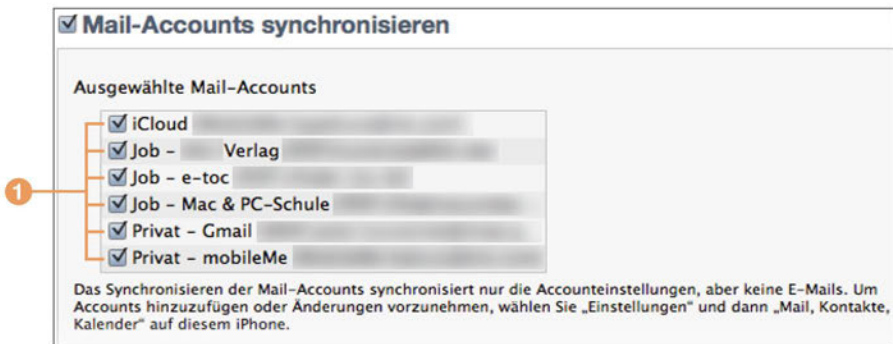 Mail-Accounts synchronisieren
Ausgewählte Mail-Accounts
iCloud
Job - Verlag
Job - e-toc
Job - Mac & PC-Schule
Privat - Gmail
Privat - mobileMe
1
Das Synchronisieren der Mail-Accounts synchronisiert nur die Accounteinstellungen, aber keine E-Mails. Um
Accounts hinzuzufügen oder Änderungen vorzunehmen, wählen Sie „Einstellungen“ und dann „Mail, Kontakte,
Kalender“ auf diesem iPhone.